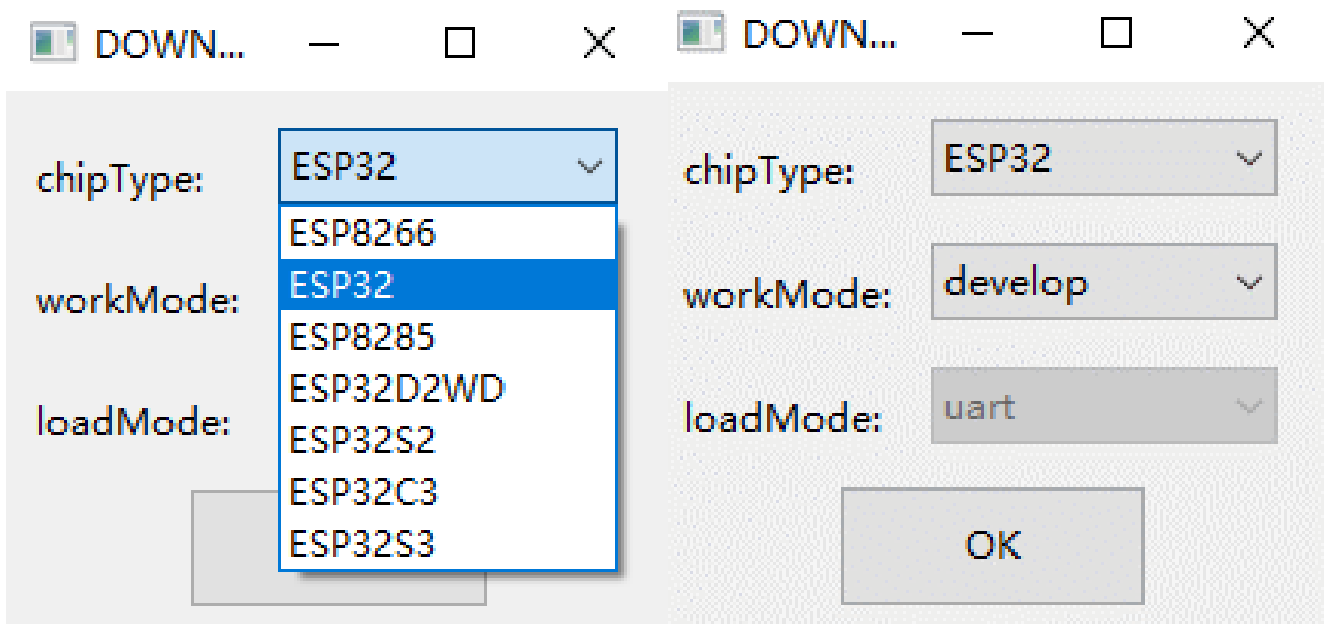 DOWN...
chipType:
ESP32
ESP8266
ESP32
ESP8285
ESP32D2WD
ESP32S2
ESP32C3
ESP32S3
workMode:
loadMode:
DOWN...
chipType:
ESP32
workMode:
develop
loadMode:
uart
OK